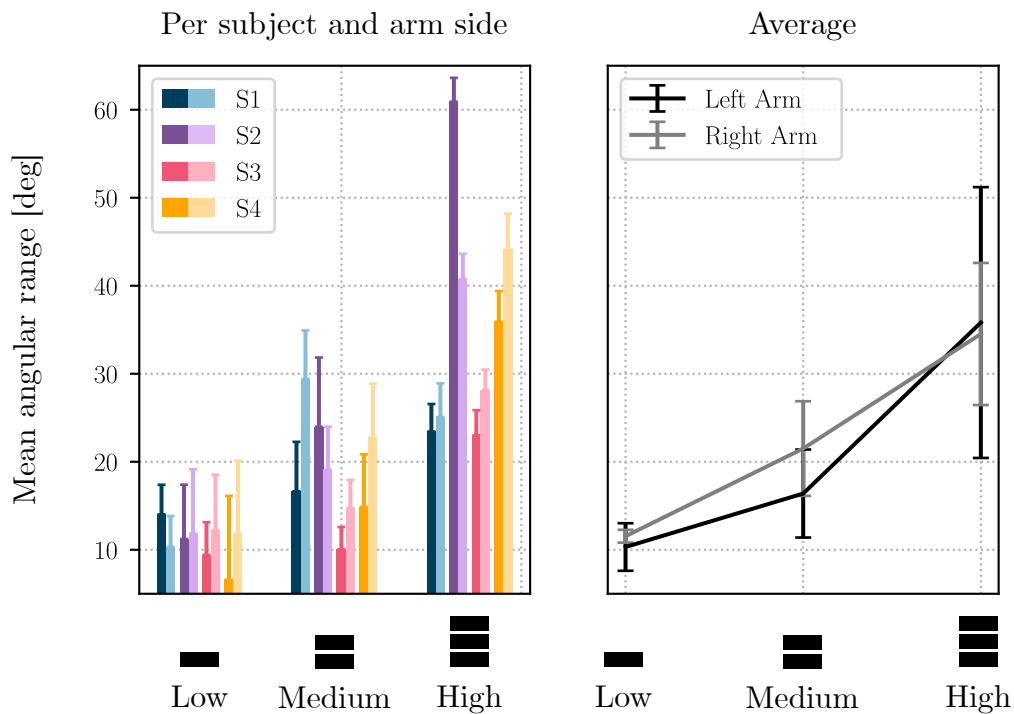 Per subject and arm side
Average
Mean angular range [deg]
60
50
40
30
20
10
S1
S2
S3
S4
Left Arm
Right Arm
Low
Medium
High
Low
Medium
High